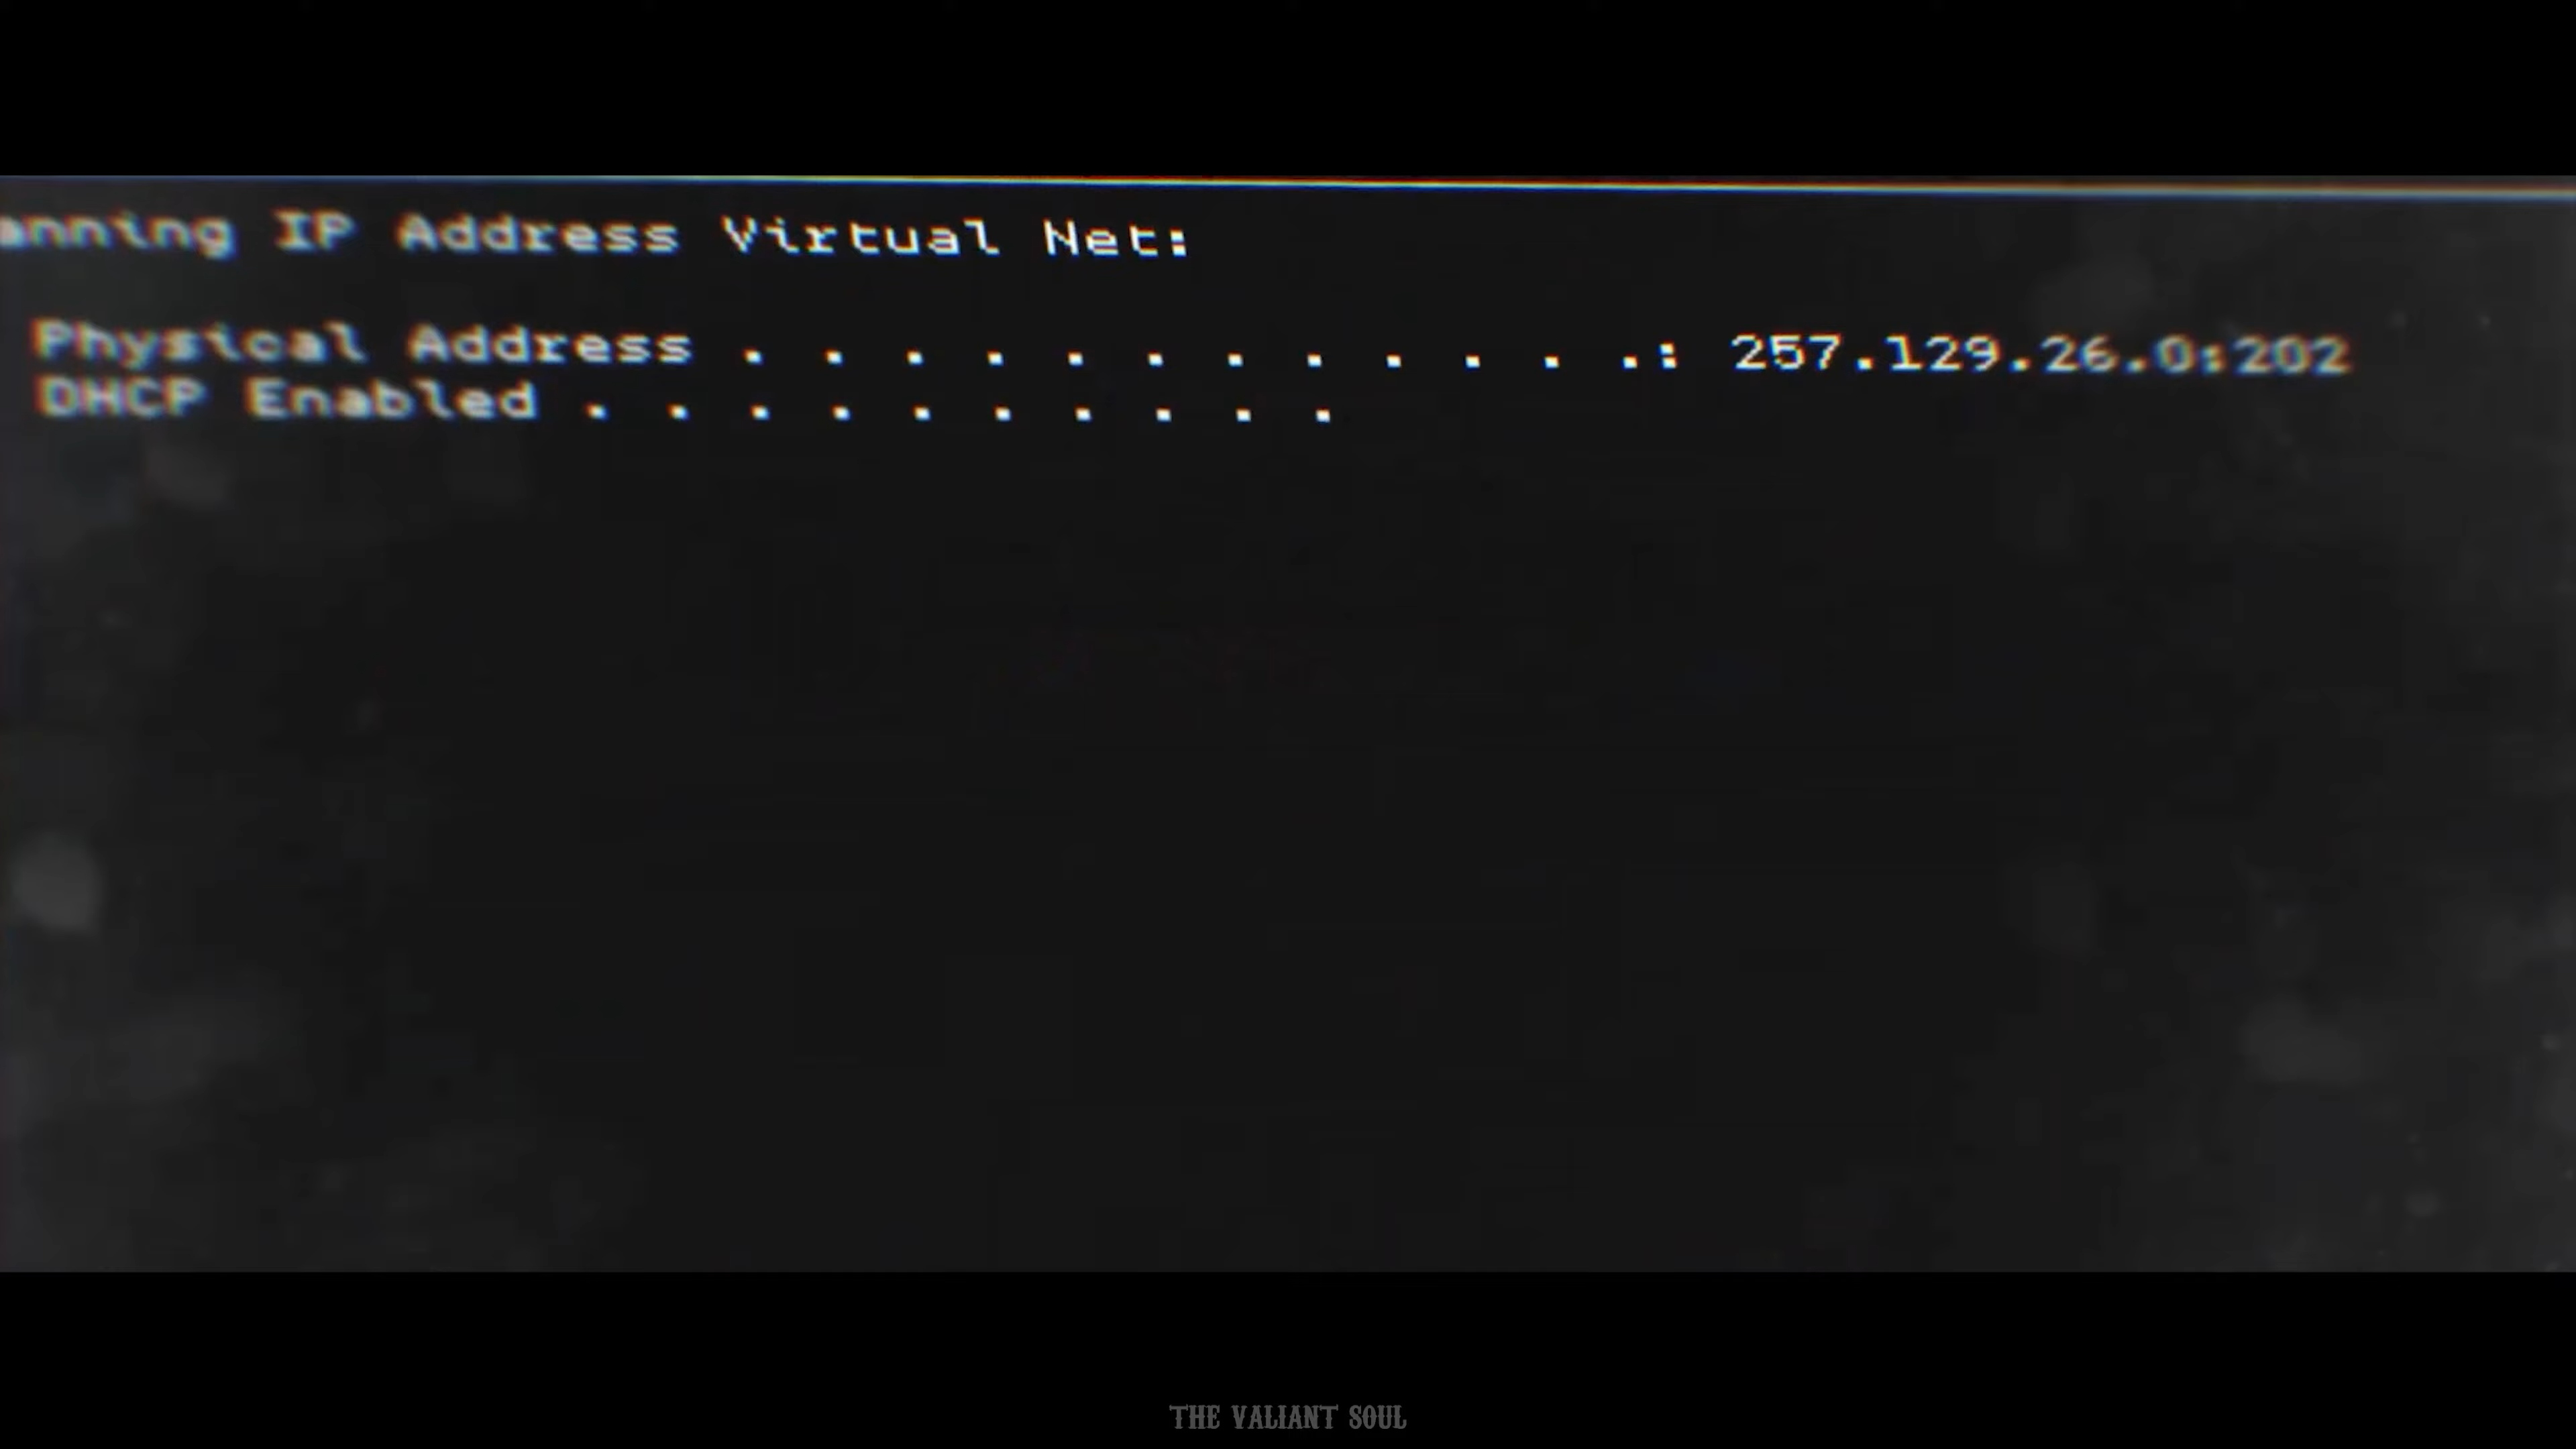 anning IP Address Virtual Net:
Physical Address . . . . . . . . . . . .: 257.129.26.0:202
DHCP Enabled . . . . . . . . . .
THE VALIANT SOUL